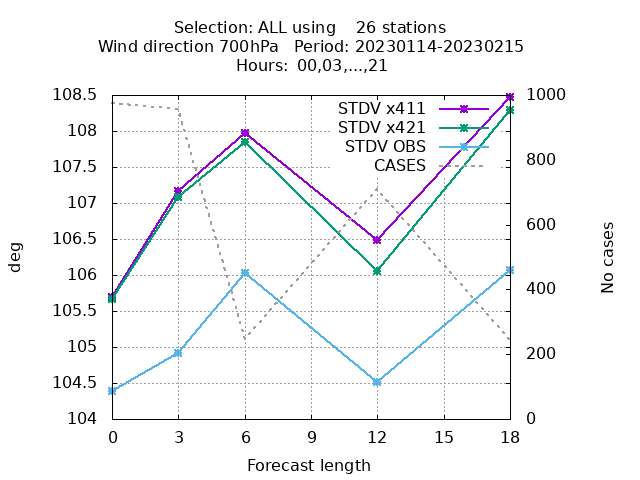 Selection: ALL using    26 stations
Wind direction 700hPa   Period: 20230114-20230215
Hours: 00,03,...,21
108.5
108
107.5
107
106.5
106
105.5
105
104.5
104
1000
800
600
400
200
0
STDV x411
STDV x421
STDV OBS
CASES
deg
No cases
0 3 6 9 12 15 18
Forecast length